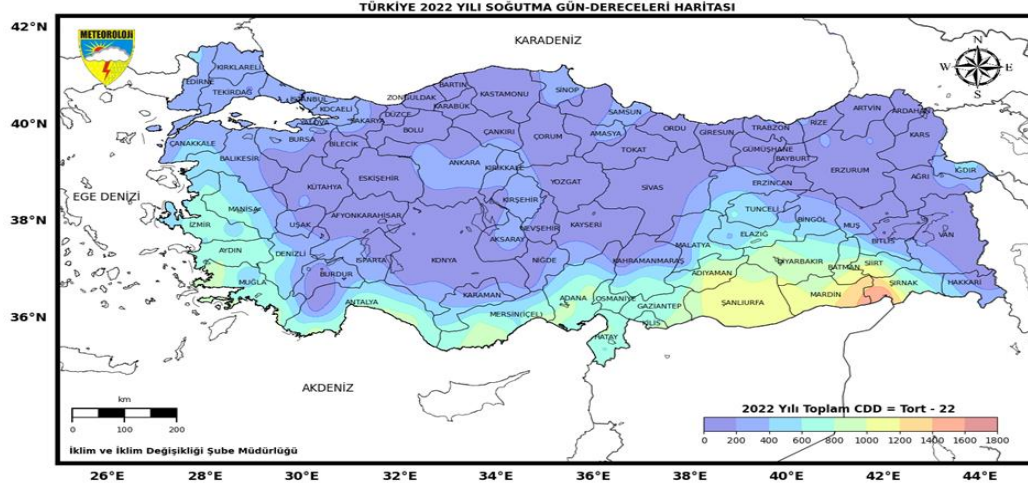 TÜRKİYE 2022 YILI SOĞUTMA GÜN-DERECELERİ HARİTASI
42°N
40°N
38°N
36°N
METEOROLOJİ
KARADENİZ
N
W E
S
EGE DENİZİ
AKDENİZ
KIRKLARELİ
EDİRNE
TEKİRDAĞ
İSTANBUL
KOCAELİ
YALOVA
SAKARYA
DÜZCE
ZONGULDAK
BARTIN
KARABÜK
KASTAMONU
SİNOP
SAMSUN
ORDU
GİRESUN
TRABZON
RİZE
ARTVİN
ARDAHAN
KARS
ÇANAKKALE
BALIKESİR
BURSA
BİLECİK
BOLU
ÇANKIRI
ÇORUM
AMASYA
TOKAT
GÜMÜŞHANE
BAYBURT
ERZURUM
AĞRI
IĞDIR
KÜTAHYA
ESKİŞEHİR
ANKARA
KIRIKKALE
YOZGAT
SİVAS
ERZİNCAN
TUNCELİ
BİNGÖL
MUŞ
BİTLİS
VAN
İZMİR
MANİSA
UŞAK
AFYONKARAHİSAR
KIRŞEHİR
NEVŞEHİR
KAYSERİ
MALATYA
ELAZIĞ
AYDIN
DENİZLİ
ISPARTA
BURDUR
KONYA
AKSARAY
NİĞDE
KAHRAMANMARAŞ
ADIYAMAN
DİYARBAKIR
BATMAN
SİİRT
ŞIRNAK
HAKKARİ
MUĞLA
ANTALYA
KARAMAN
MERSİN(İÇEL)
ADANA
OSMANİYE
GAZİANTEP
KİLİS
HATAY
ŞANLIURFA
MARDİN
km
0 100 200
İklim ve İklim Değişikliği Şube Müdürlüğü
2022 Yılı Toplam CDD = Tort - 22
0 200 400 600 800 1000 1200 1400 1600 1800
26°E 28°E 30°E 32°E 34°E 36°E 38°E 40°E 42°E 44°E